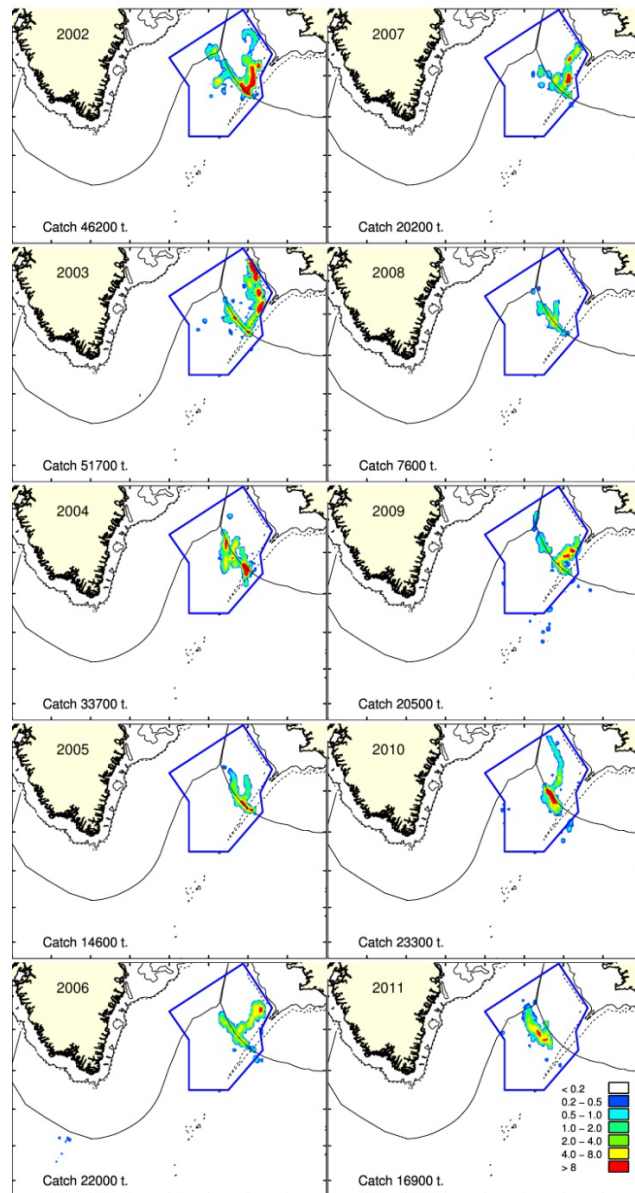 2002
Catch 46200 t.
2007
Catch 20200 t.
2003
Catch 51700 t.
2008
Catch 7600 t.
2004
Catch 33700 t.
2009
Catch 20500 t.
2005
Catch 14600 t.
2010
Catch 23300 t.
2006
Catch 22000 t.
2011
Catch 16900 t.
< 0.2
0.2 – 0.5
0.5 – 1.0
1.0 – 2.0
2.0 – 4.0
4.0 – 8.0
> 8